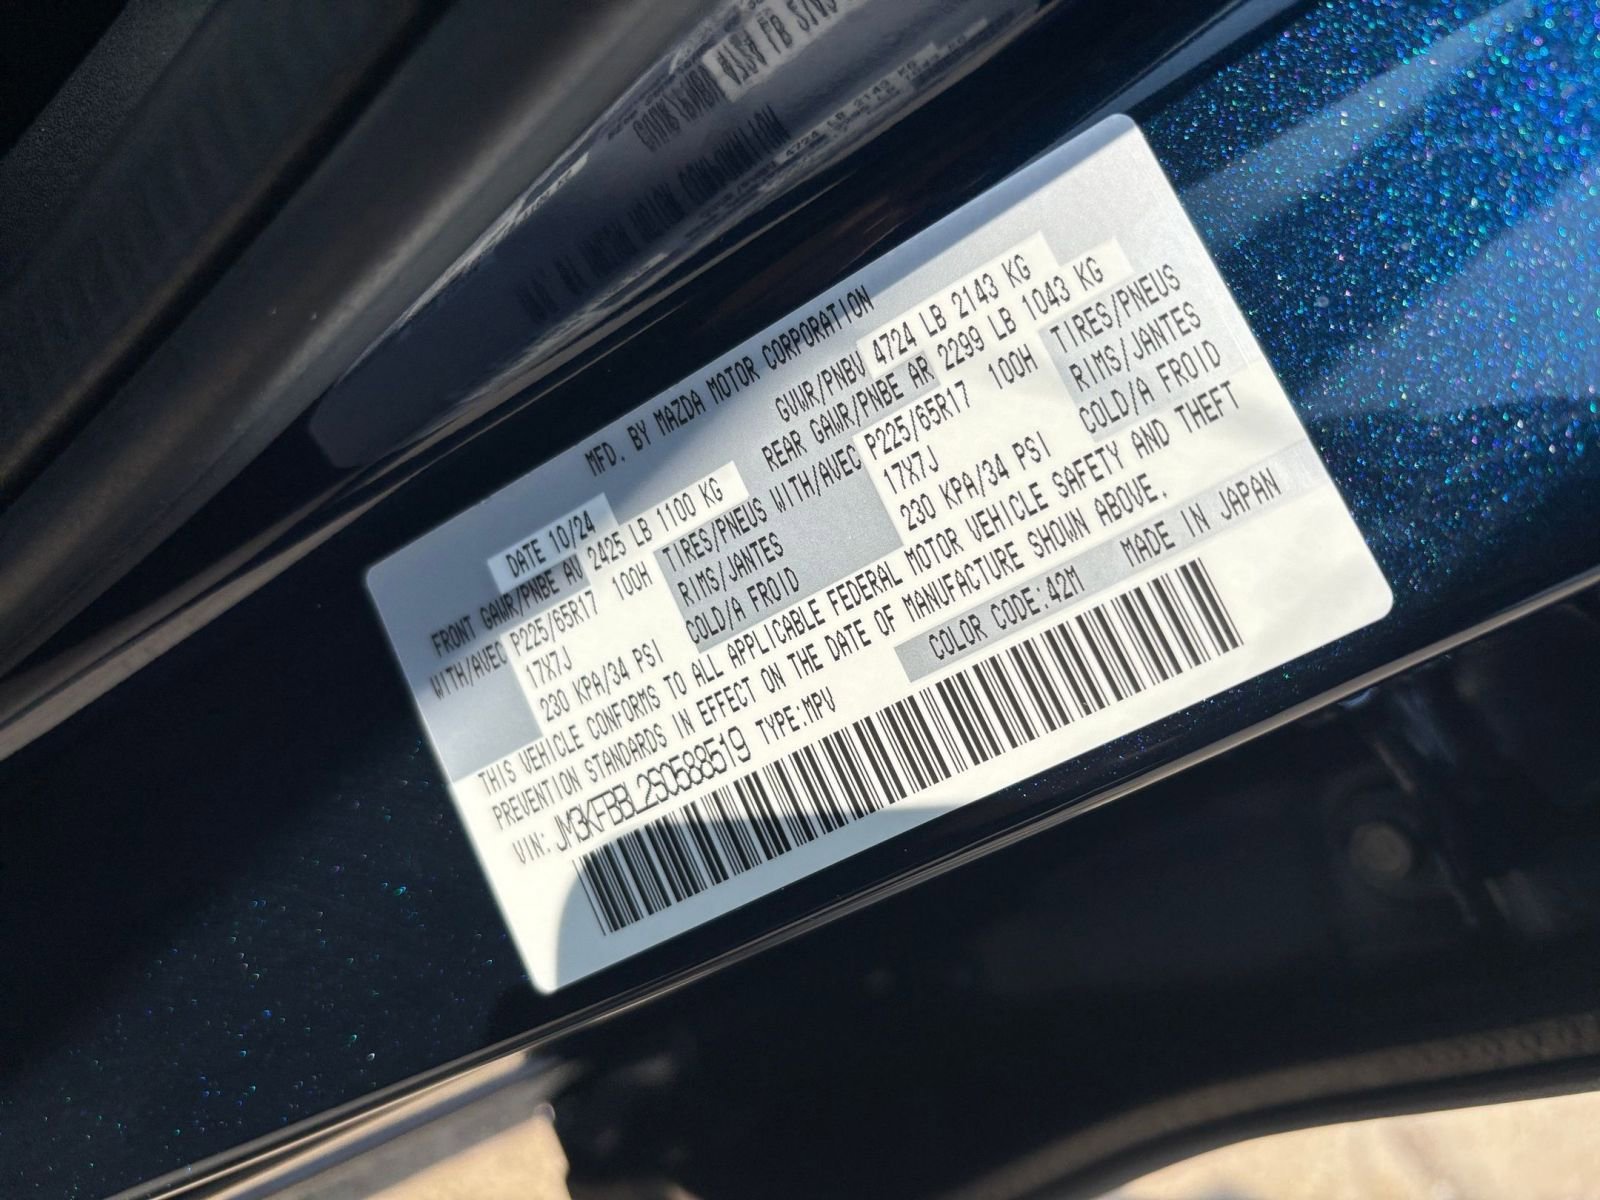 MFD. BY MAZDA MOTOR CORPORATION
DATE 10/24 GVWR/PNBV 4724 LB 2143 KG
FRONT GAWR/PNBE AV 2425 LB 1100 KG REAR GAWR/PNBE AR 2299 LB 1043 KG
WITH/AVEC P225/65R17 100H TIRES/PNEUS WITH/AVEC P225/65R17 100H TIRES/PNEUS
17X7J RIMS/JANTES 17X7J RIMS/JANTES
230 KPA/34 PSI COLD/A FROID 230 KPA/34 PSI COLD/A FROID
THIS VEHICLE CONFORMS TO ALL APPLICABLE FEDERAL MOTOR VEHICLE SAFETY AND THEFT
PREVENTION STANDARDS IN EFFECT ON THE DATE OF MANUFACTURE SHOWN ABOVE.
VIN: JM3KFBBL2S0588519 TYPE:MPV COLOR CODE:42M MADE IN JAPAN